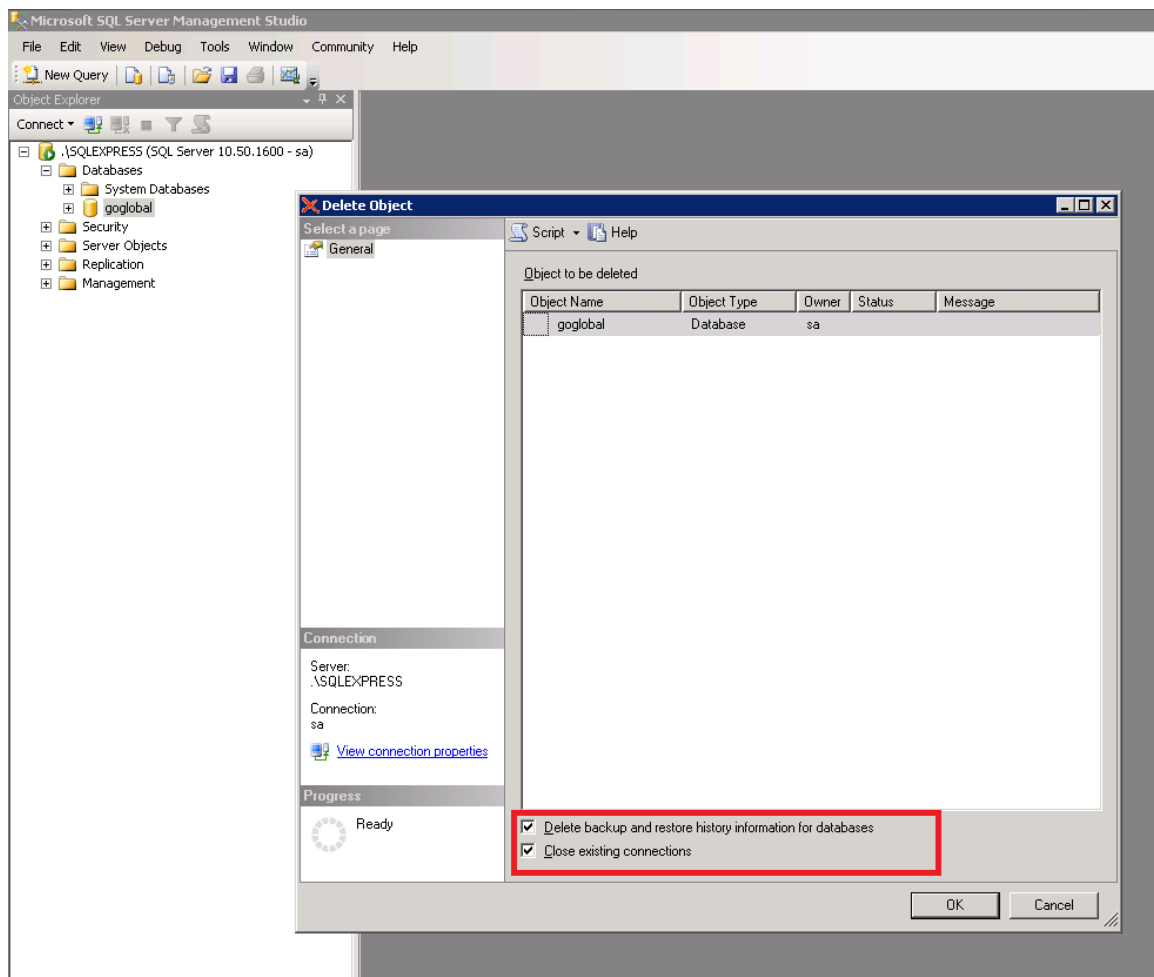 Microsoft SQL Server Management Studio
File Edit View Debug Tools Window Community Help
New Query
Object Explorer
Connect
.\SQLEXPRESS (SQL Server 10.50.1600 - sa)
Databases
System Databases
goglobal
Security
Server Objects
Replication
Management
Delete Object
Select a page
General
Script Help
Object to be deleted
Object Name Object Type Owner Status Message
goglobal Database sa
Connection
Server:
.\SQLEXPRESS
Connection:
sa
View connection properties
Progress
Ready
Delete backup and restore history information for databases
Close existing connections
OK Cancel